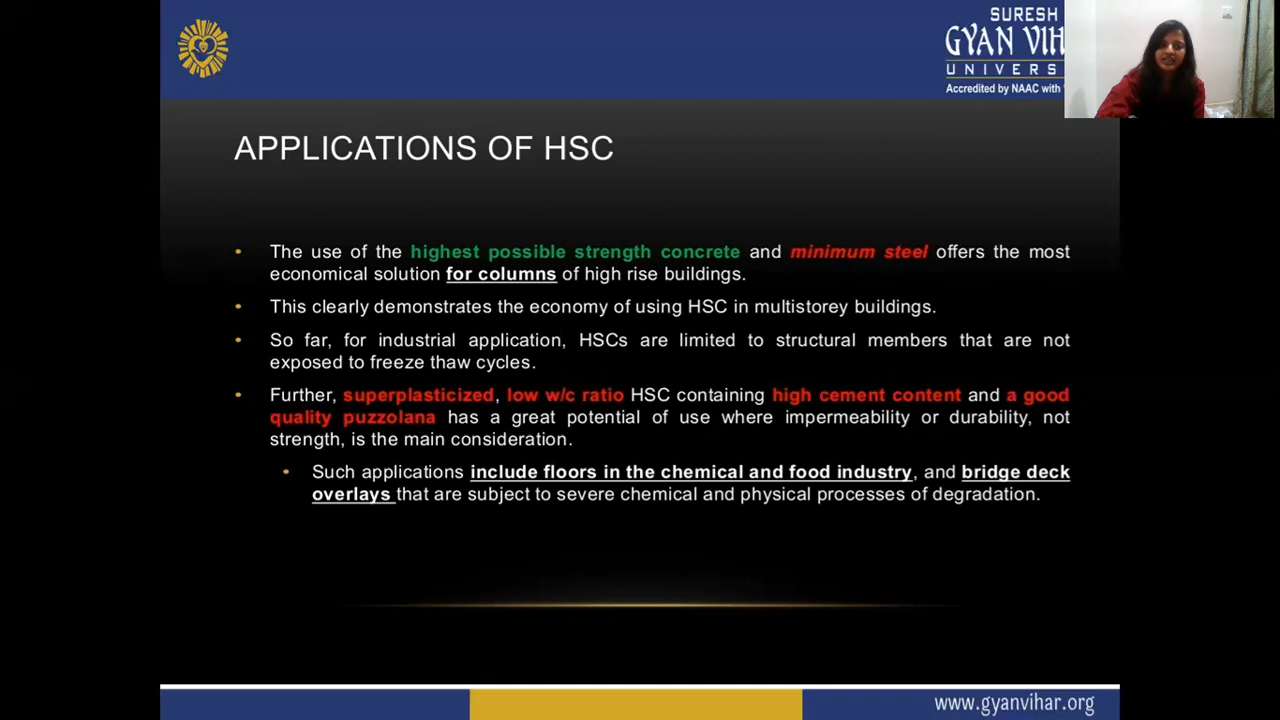 SURESH
GYAN VIH
UNIVERS
Accredited by NAAC with
APPLICATIONS OF HSC
• The use of the highest possible strength concrete and minimum steel offers the most
economical solution for columns of high rise buildings.
• This clearly demonstrates the economy of using HSC in multistorey buildings.
• So far, for industrial application, HSCs are limited to structural members that are not
exposed to freeze thaw cycles.
• Further, superplasticized, low w/c ratio HSC containing high cement content and a good
quality puzzolana has a great potential of use where impermeability or durability, not
strength, is the main consideration.
• Such applications include floors in the chemical and food industry, and bridge deck
overlays that are subject to severe chemical and physical processes of degradation.
www.gyanvihar.org